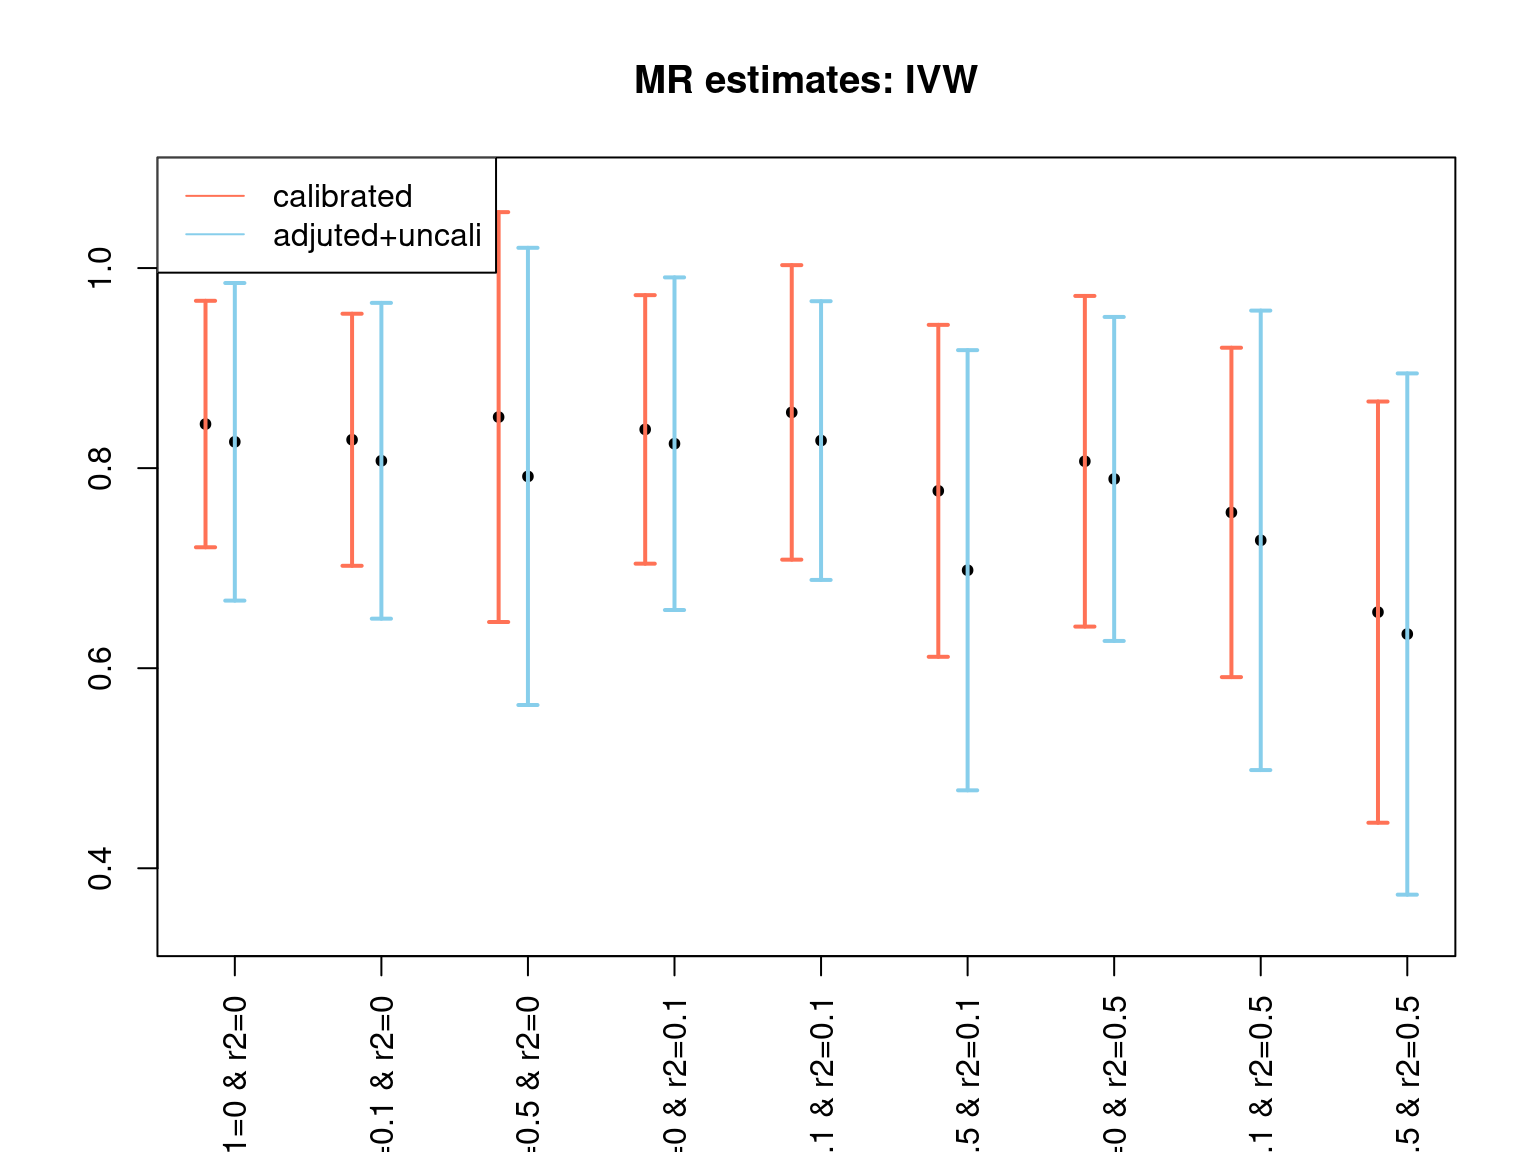 MR estimates: IVW
calibrated
adjuted+uncali
1.0
0.8
0.6
0.4
1=0 & r2=0
=0.1 & r2=0
=0.5 & r2=0
=0 & r2=0.1
.1 & r2=0.1
.5 & r2=0.1
=0 & r2=0.5
.1 & r2=0.5
.5 & r2=0.5